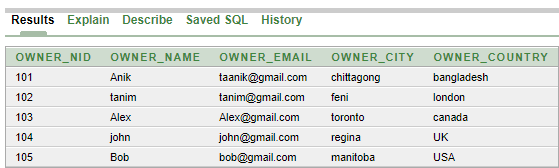 Results Explain Describe Saved SQL History
OWNER_NID OWNER_NAME OWNER_EMAIL OWNER_CITY OWNER_COUNTRY
101 Anik taanik@gmail.com chittagong bangladesh
102 tanim tanim@gmail.com feni london
103 Alex Alex@gmail.com toronto canada
104 john john@gmail.com regina UK
105 Bob bob@gmail.com manitoba USA